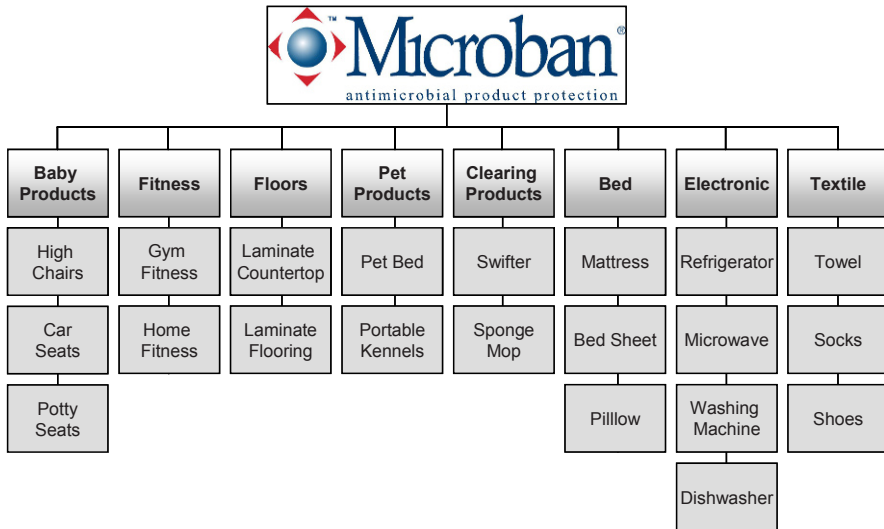 Microban®
™
antimicrobial product protection
Baby
Products
Fitness
Floors
Pet
Products
Clearing
Products
Bed
Electronic
Textile
High
Chairs
Gym
Fitness
Laminate
Countertop
Pet Bed
Swifter
Mattress
Refrigerator
Towel
Car
Seats
Home
Fitness
Laminate
Flooring
Portable
Kennels
Sponge
Mop
Bed Sheet
Microwave
Socks
Potty
Seats
Pilllow
Washing
Machine
Shoes
Dishwasher